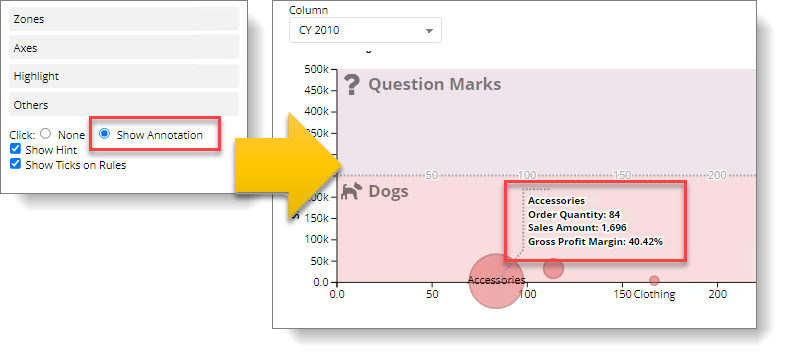 Zones
Axes
Highlight
Others
Click: None Show Annotation
Show Hint
Show Ticks on Rules
Column
CY 2010
500k
Question Marks
450k
400k
350k
50 100 150 200
Dogs
200k
150k
100k
50k
0.0
Accessories
Order Quantity: 84
Sales Amount: 1,696
Gross Profit Margin: 40.42%
Accessories
0.0 50 100 150 Clothing 200